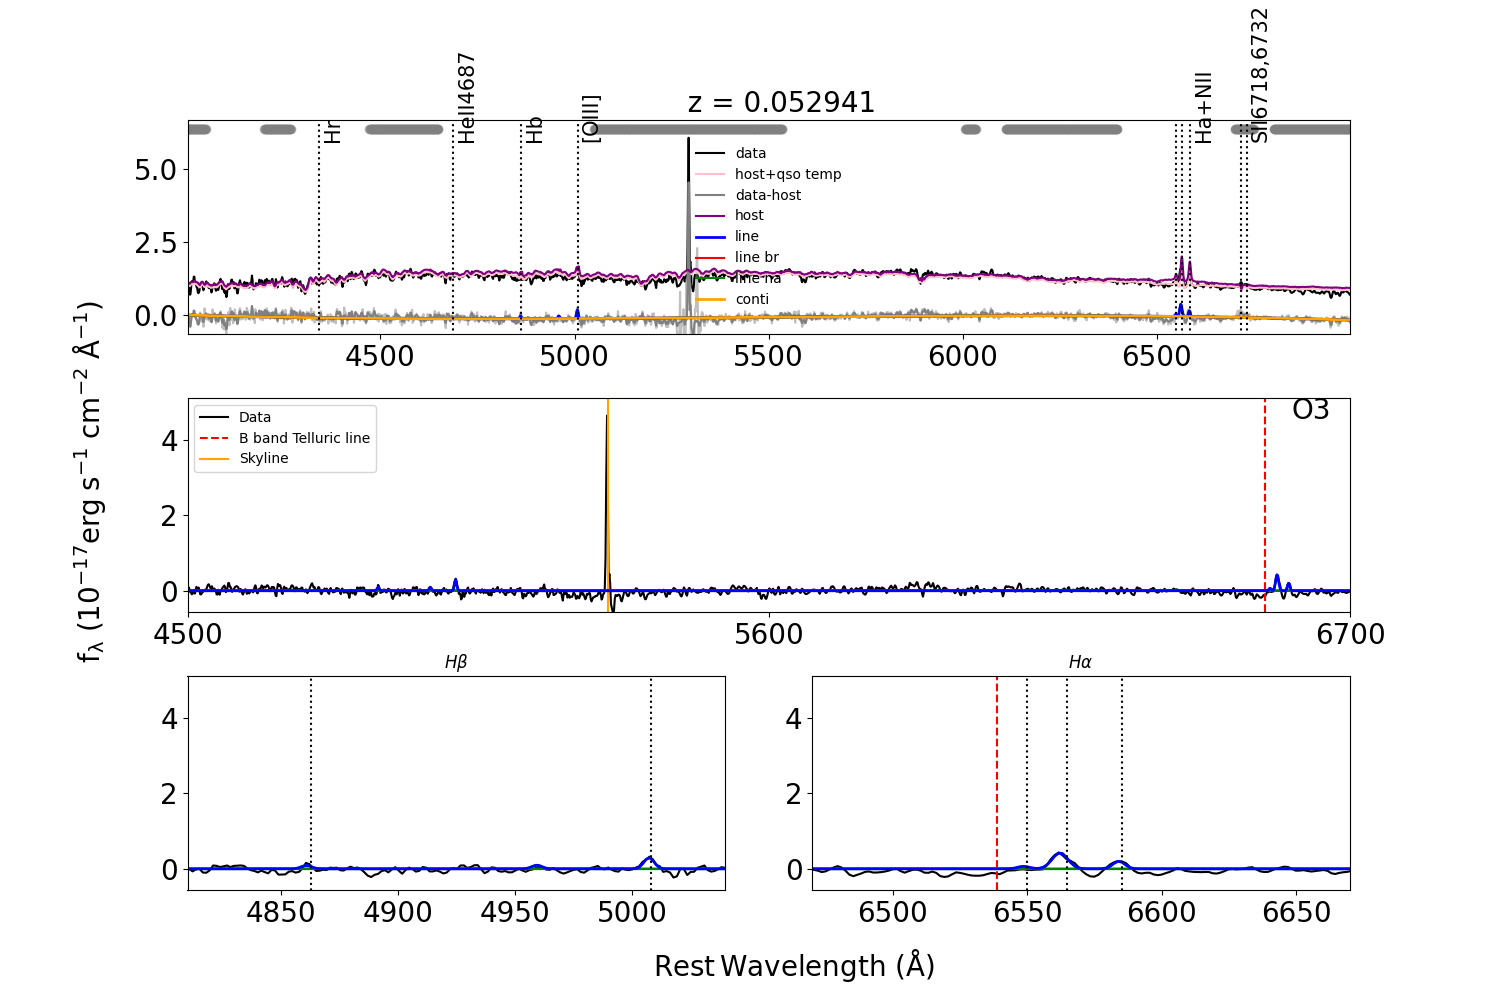 z = 0.052941
Hr
HeII4687
Hb
[OIII]
Ha+NII
SII6718,6732
5.0
2.5
0.0
data
host+qso temp
data-host
host
line
line br
line na
conti
4500 5000 5500 6000 6500
fλ (10−17erg s−1 cm−2 Å−1)
4
2
0
Data
B band Telluric line
Skyline
O3
4500 5600 6700
Hβ
4
2
0
4850 4900 4950 5000
Hα
4
2
0
6500 6550 6600 6650
Rest Wavelength (Å)